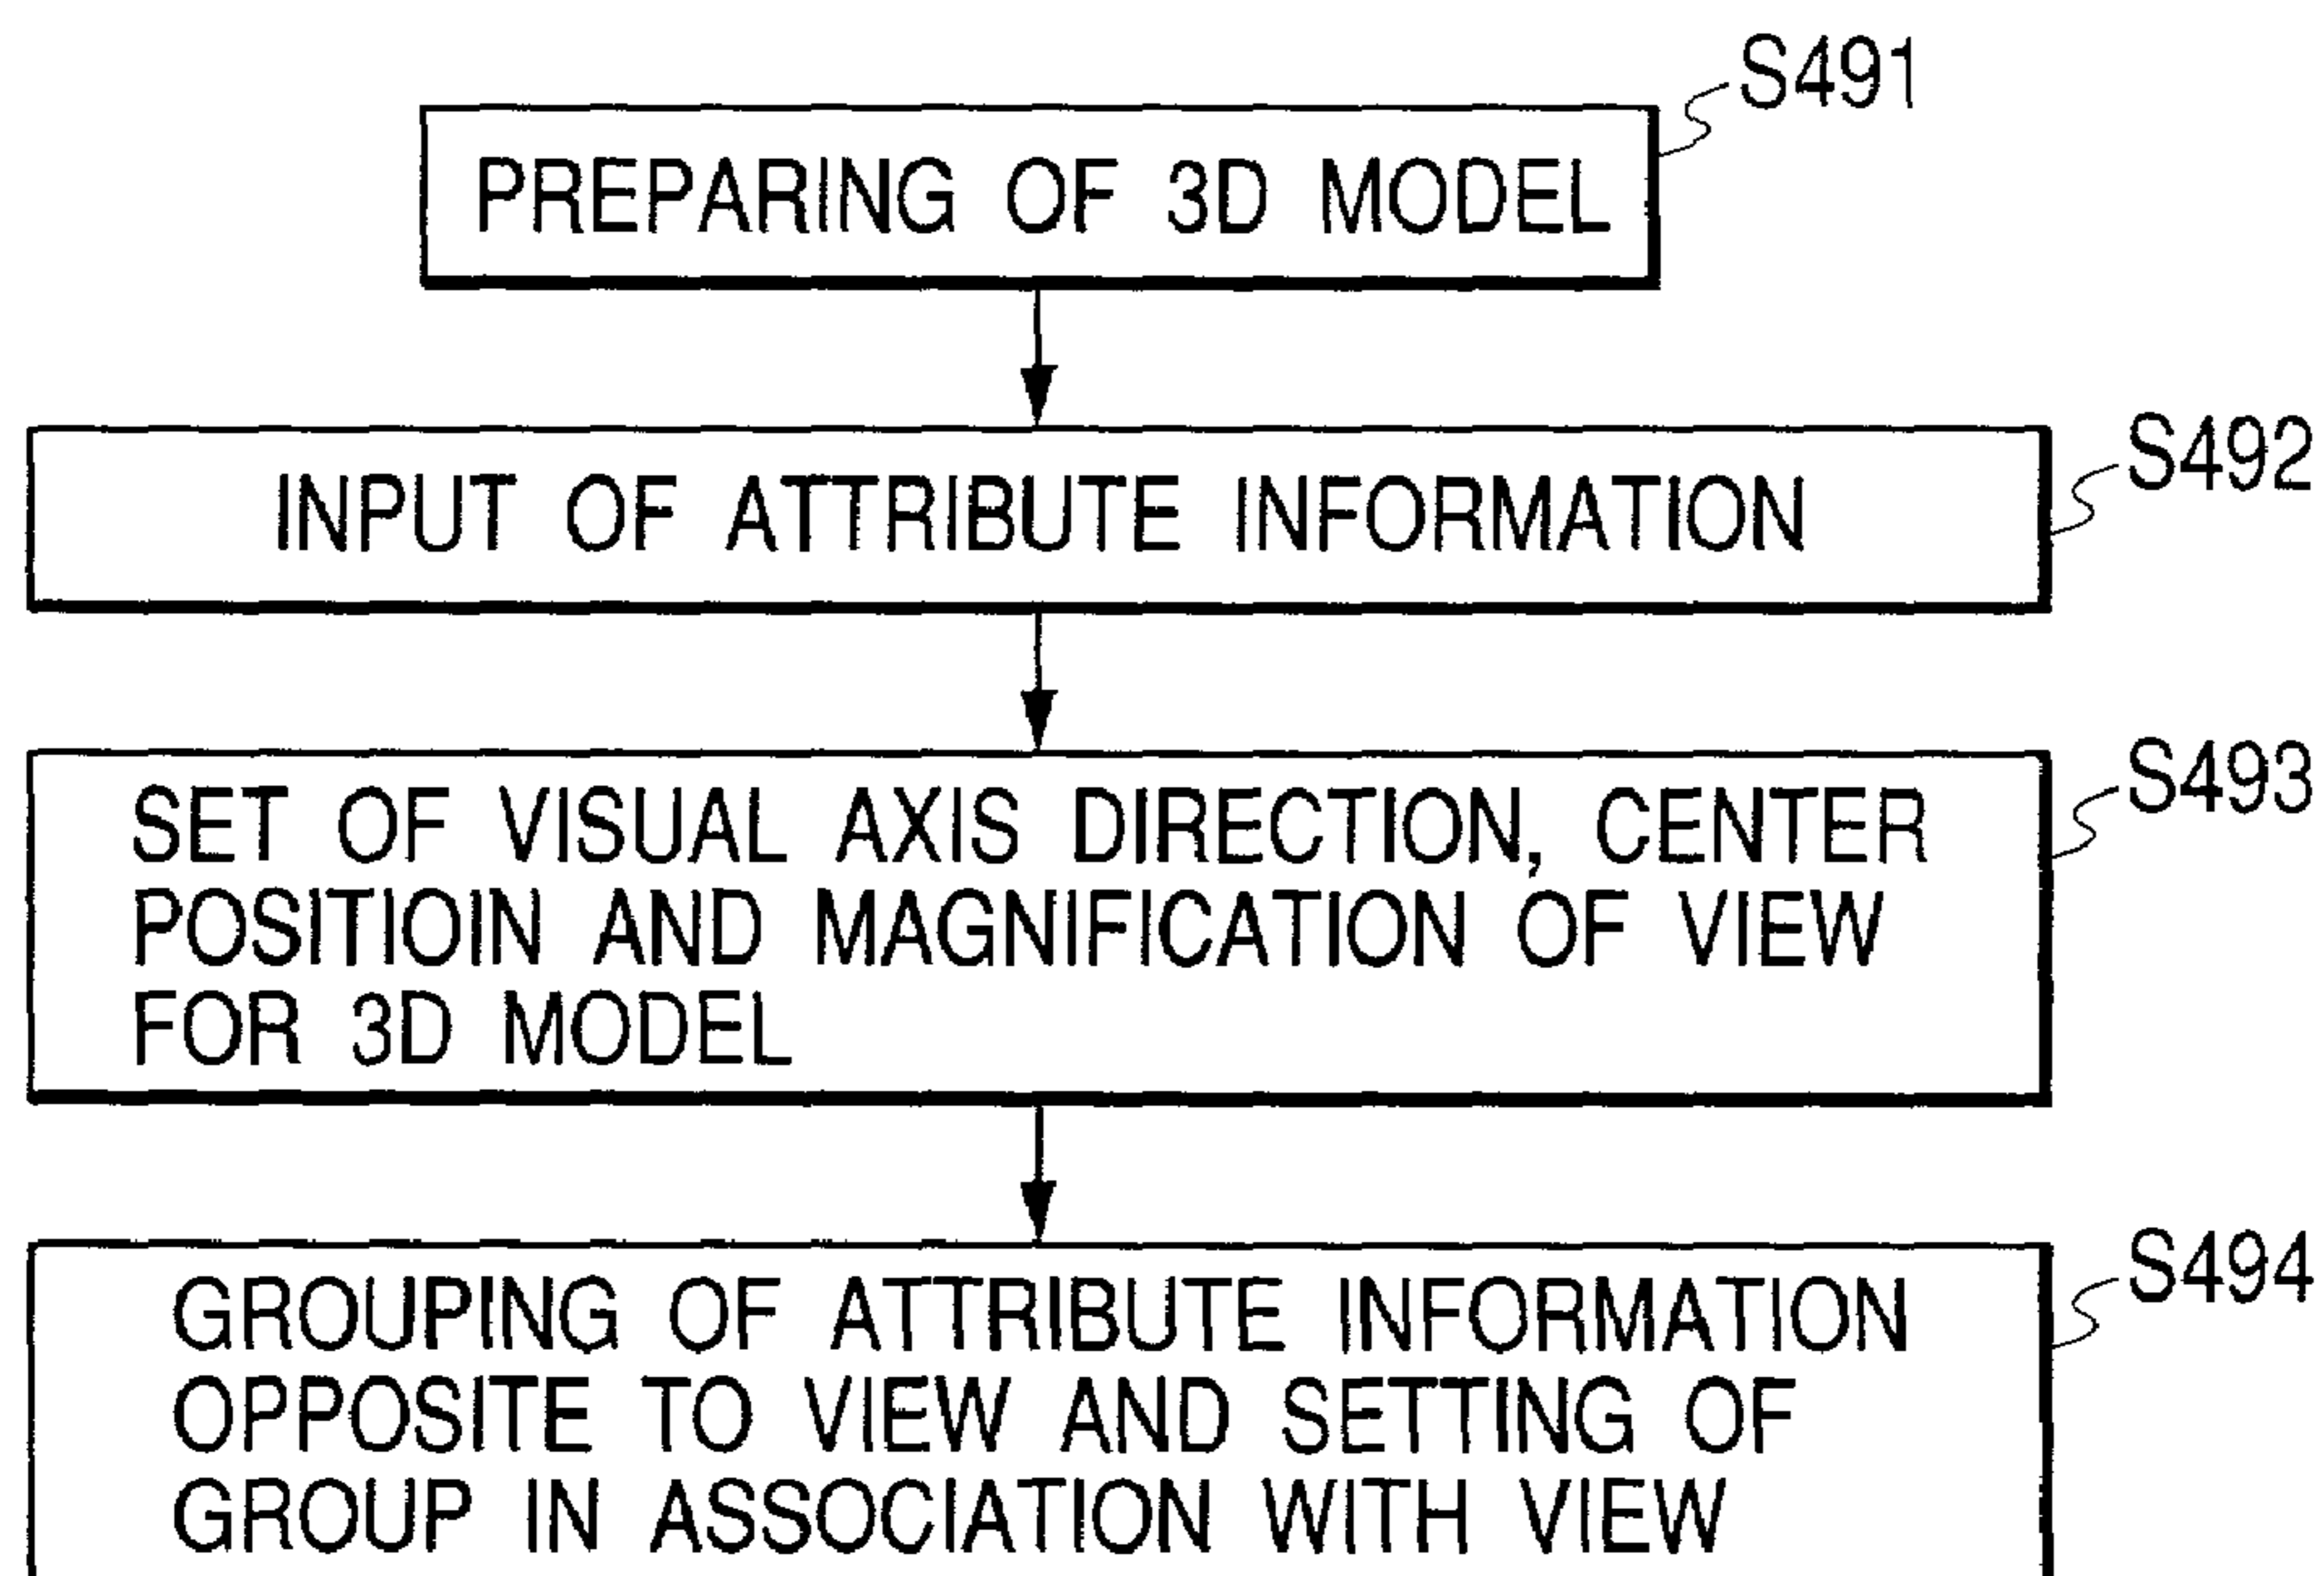 S491
PREPARING OF 3D MODEL
S492
INPUT OF ATTRIBUTE INFORMATION
S493
SET OF VISUAL AXIS DIRECTION, CENTER
POSITIOIN AND MAGNIFICATION OF VIEW
FOR 3D MODEL
S494
GROUPING OF ATTRIBUTE INFORMATION
OPPOSITE TO VIEW AND SETTING OF
GROUP IN ASSOCIATION WITH VIEW